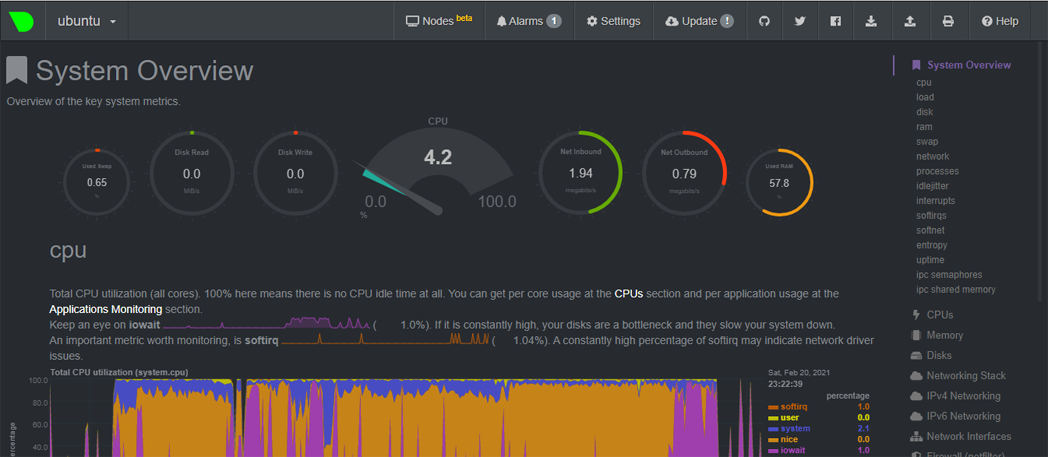 ubuntu
Nodes beta
Alarms 1
Settings
Update !
Help
System Overview
Overview of the key system metrics.
Used Swap
0.65
%
Disk Read
0.0
MiB/s
Disk Write
0.0
MiB/s
CPU
4.2
0.0
100.0
%
Net Inbound
1.94
megabits/s
Net Outbound
0.79
megabits/s
Used RAM
57.8
%
cpu
Total CPU utilization (all cores). 100% here means there is no CPU idle time at all. You can get per core usage at the CPUs section and per application usage at the
Applications Monitoring section.
Keep an eye on iowait ( 1.0%). If it is constantly high, your disks are a bottleneck and they slow your system down.
An important metric worth monitoring, is softirq ( 1.04%). A constantly high percentage of softirq may indicate network driver
issues.
Total CPU utilization (system.cpu)
100.0
80.0
60.0
40.0
percentage
Sat, Feb 20, 2021
23:22:39
percentage
softirq 1.0
user 0.0
system 2.1
nice 0.0
iowait 1.0
System Overview
cpu
load
disk
ram
swap
network
processes
idlejitter
interrupts
softirqs
softnet
entropy
uptime
ipc semaphores
ipc shared memory
CPUs
Memory
Disks
Networking Stack
IPv4 Networking
IPv6 Networking
Network Interfaces
Firewall (netfilter)